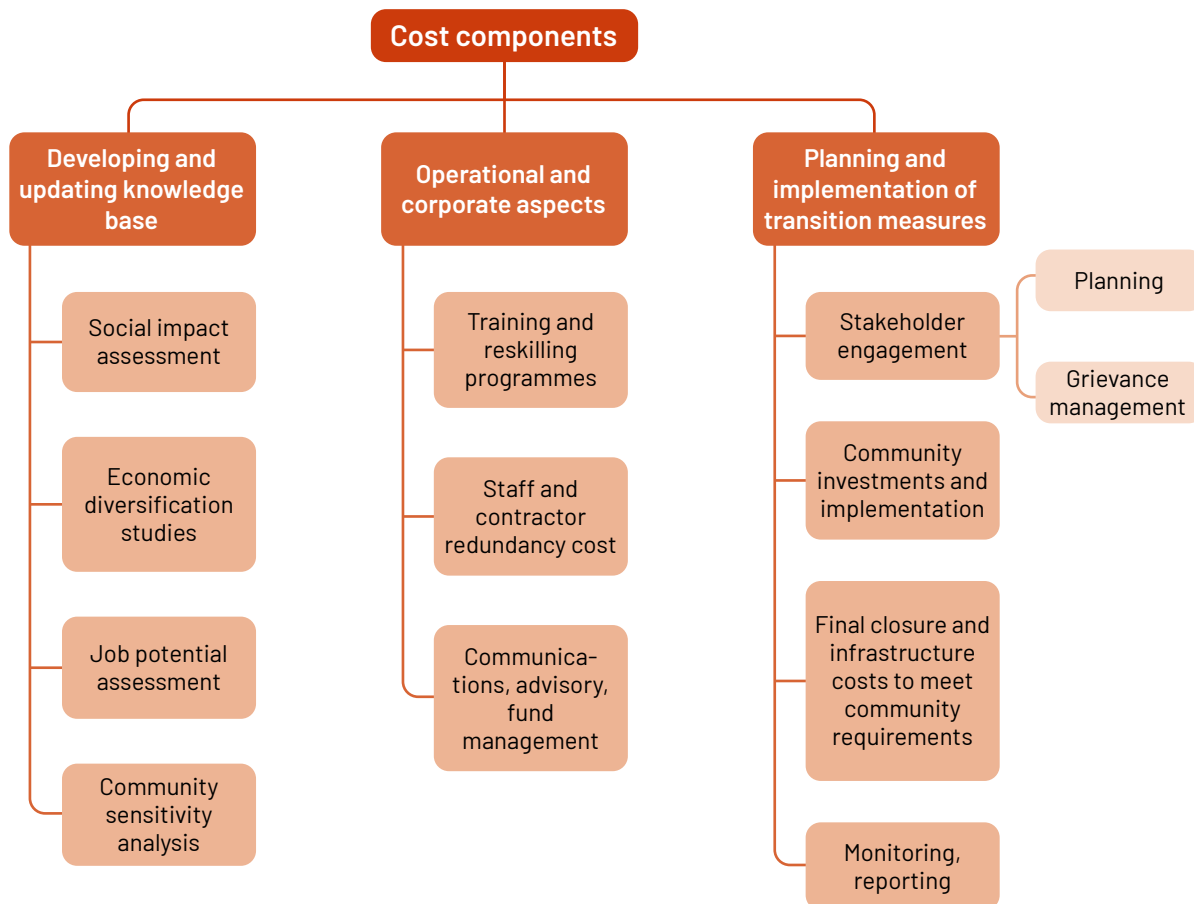 Cost components
Developing and
updating knowledge
base
Social impact
assessment
Economic
diversification
studies
Job potential
assessment
Community
sensitivity
analysis
Operational and
corporate aspects
Training and
reskilling
programmes
Staff and
contractor
redundancy cost
Communica-
tions, advisory,
fund
management
Planning and
implementation of
transition measures
Stakeholder
engagement
Planning
Grievance
management
Community
investments and
implementation
Final closure and
infrastructure
costs to meet
community
requirements
Monitoring,
reporting